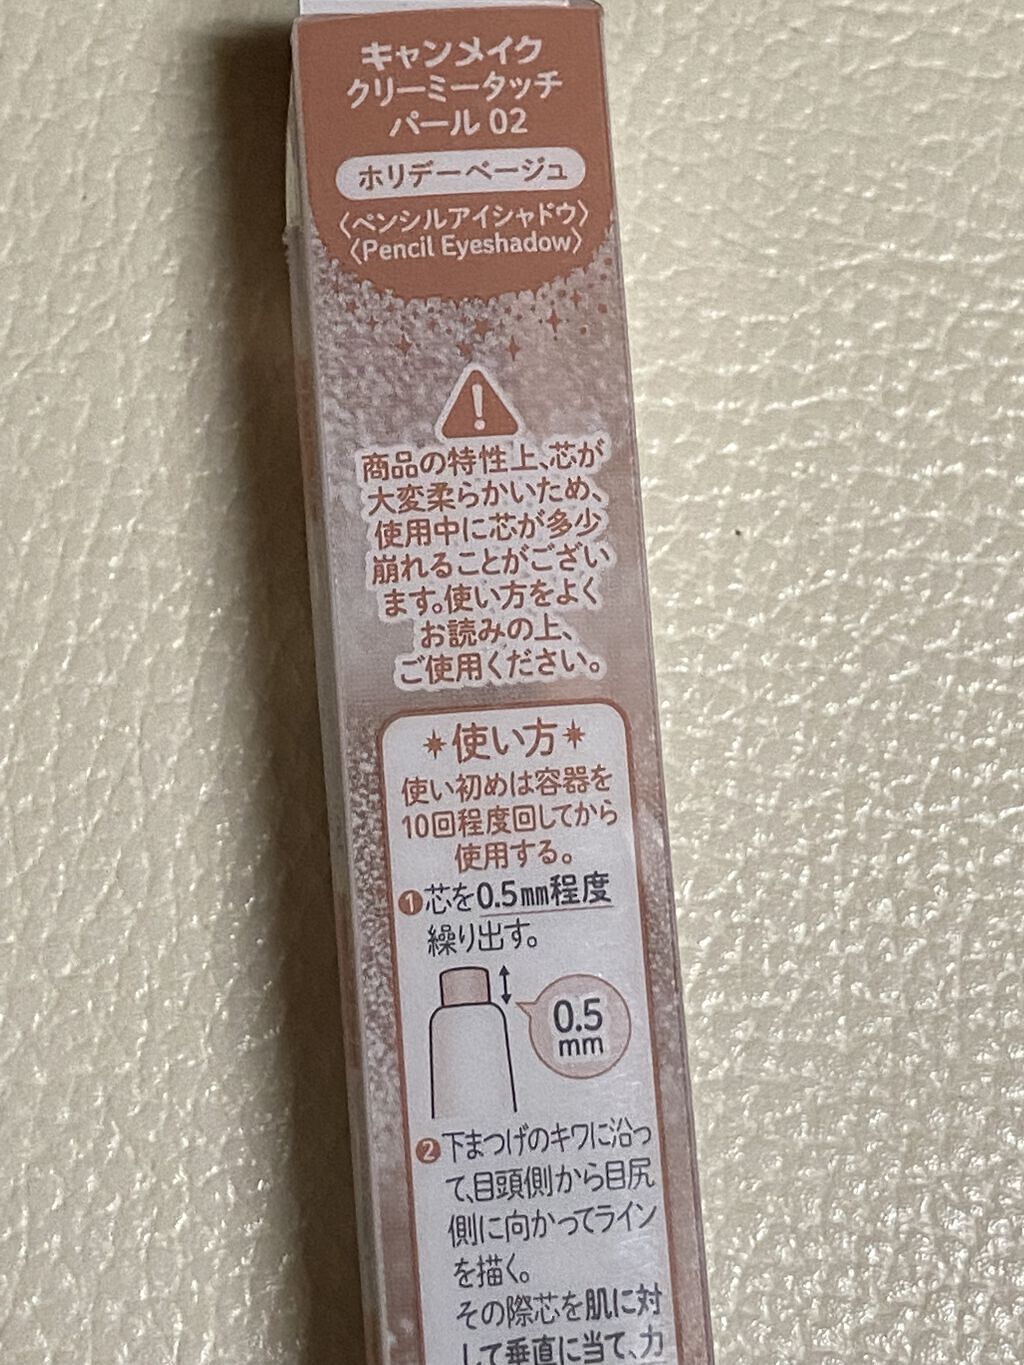 キャンメイク
クリーミータッチ
パール 02
ホリデーベージュ
〈ペンシルアイシャドウ〉
〈Pencil Eyeshadow〉
!
商品の特性上、芯が
大変柔らかいため、
使用中に芯が多少
崩れることがござい
ます。使い方をよく
お読みの上、
ご使用ください。
使い方
使い初めは容器を
10回程度回してから
使用する。
1 芯を0.5mm程度
繰り出す。
0.5
mm
2 下まつげのキワに沿っ
て、目頭側から目尻
側に向かってライン
を描く。
その際芯を肌に対
して垂直に当て、力